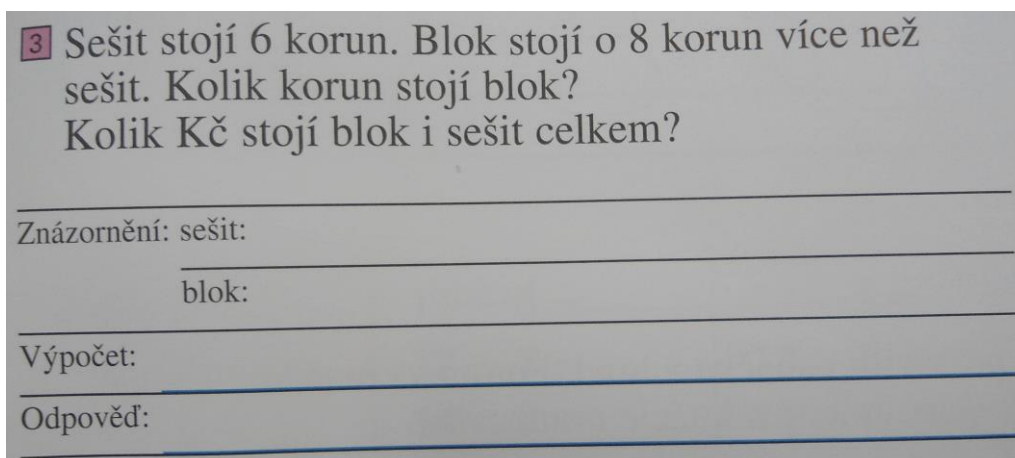 3 Sešit stojí 6 korun. Blok stojí o 8 korun více než
sešit. Kolik korun stojí blok?
Kolik Kč stojí blok i sešit celkem?
Znázornění: sešit:
blok:
Výpočet:
Odpověď: